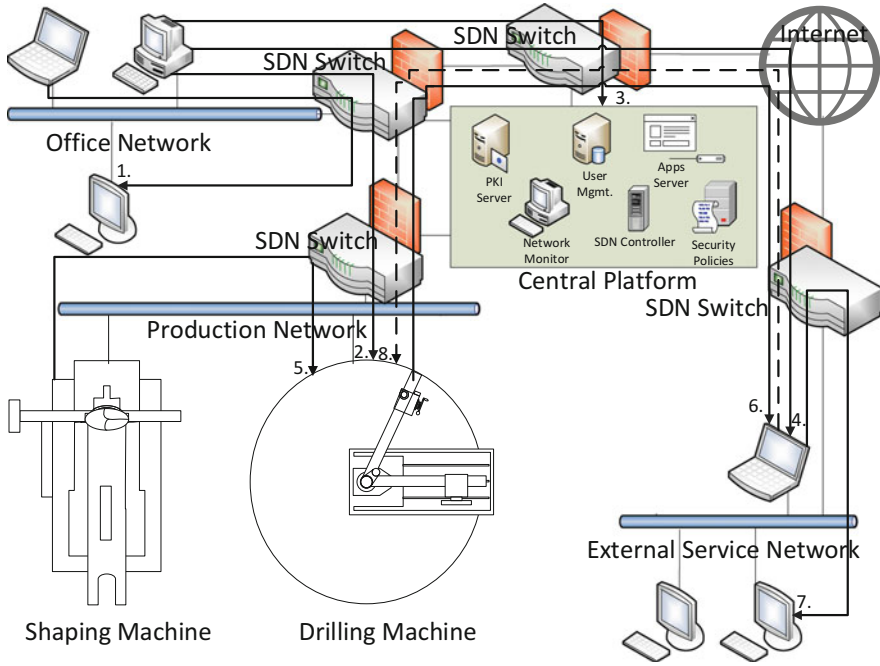 SDN Switch
Internet
SDN Switch
3.
Office Network
PKI
Server
User
Mgmt.
Apps
Server
1.
Network
Monitor
SDN Controller
Security
Policies
SDN Switch
Central Platform
SDN Switch
Production Network
5.
2.
8.
6.
4.
External Service Network
7.
Shaping Machine
Drilling Machine